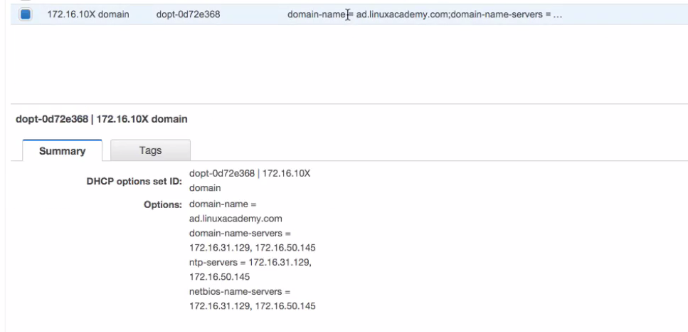 172.16.10X domain dopt-0d72e368 domain-name = ad.linuxacademy.com;domain-name-servers = ...
dopt-0d72e368 | 172.16.10X domain
Summary Tags
DHCP options set ID: dopt-0d72e368 | 172.16.10X
domain
Options: domain-name =
ad.linuxacademy.com
domain-name-servers =
172.16.31.129, 172.16.50.145
ntp-servers = 172.16.31.129,
172.16.50.145
netbios-name-servers =
172.16.31.129, 172.16.50.145